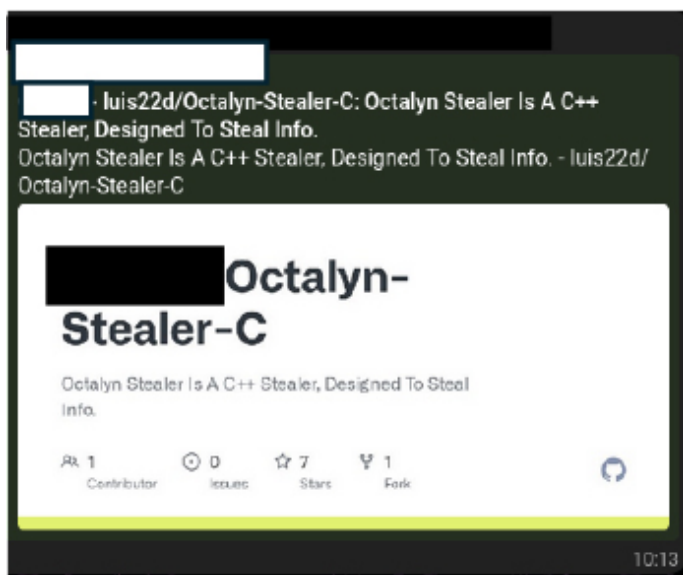 - luis22d/Octalyn-Stealer-C: Octalyn Stealer Is A C++
Stealer, Designed To Steal Info.
Octalyn Stealer Is A C++ Stealer, Designed To Steal Info. - luis22d/
Octalyn-Stealer-C
Octalyn-
Stealer-C
Octalyn Stealer Is A C++ Stealer, Designed To Steal
Info.
1 0 7 1
Contributor Issues Stars Fork
10:13